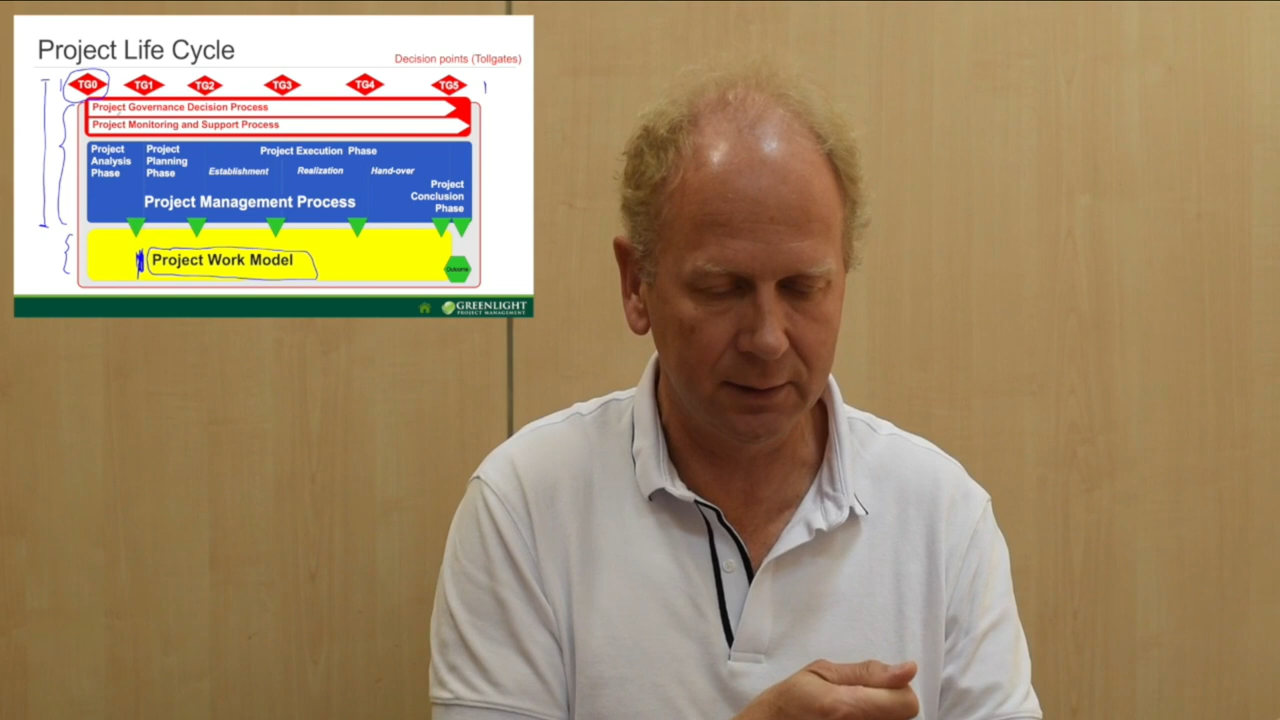 Project Life Cycle
Decision points (Tollgates)
TG0 TG1 TG2 TG3 TG4 TG5
Project Governance Decision Process
Project Monitoring and Support Process
Project Analysis Phase
Project Planning Phase
Project Execution Phase
Establishment
Realization
Hand-over
Project Conclusion Phase
Project Management Process
Project Work Model
Outcome
GREENLIGHT
PROJECT MANAGEMENT